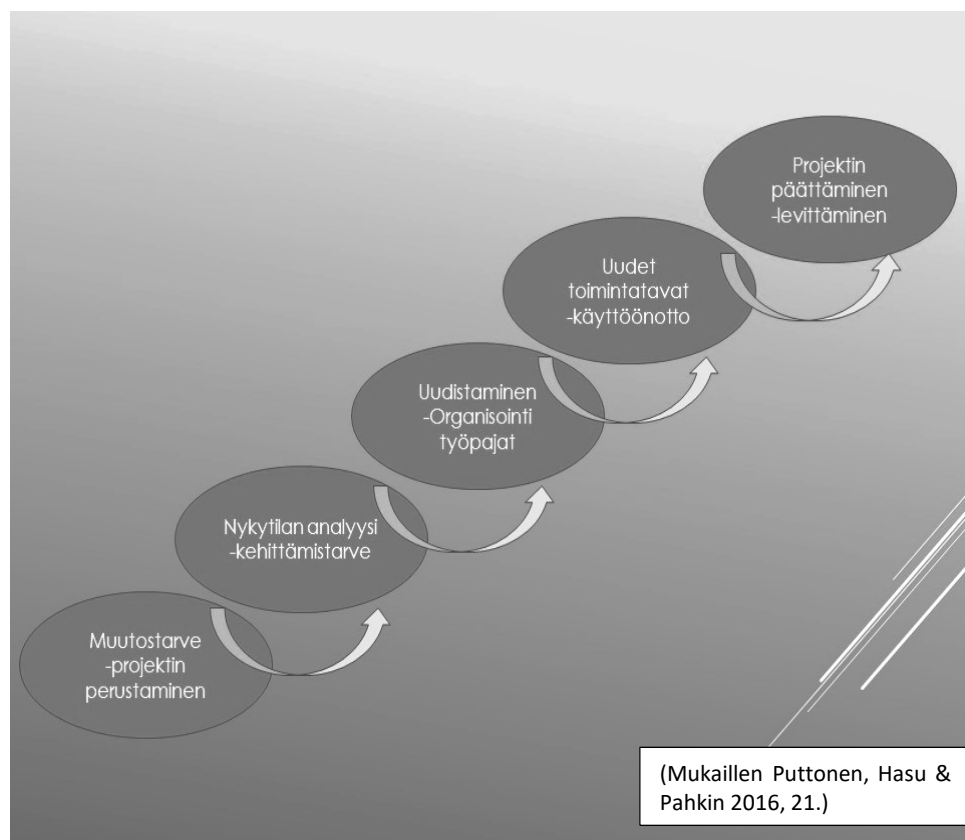 Projektin
päättäminen
-levittäminen
Uudet
toimintatavat
-käyttöönotto
Uudistaminen
-Organisointi
työpajat
Nykytilan analyysi
-kehittämistarve
Muutostarve
-projektin
perustaminen
(Mukaillen Puttonen, Hasu &
Pahkin 2016, 21.)